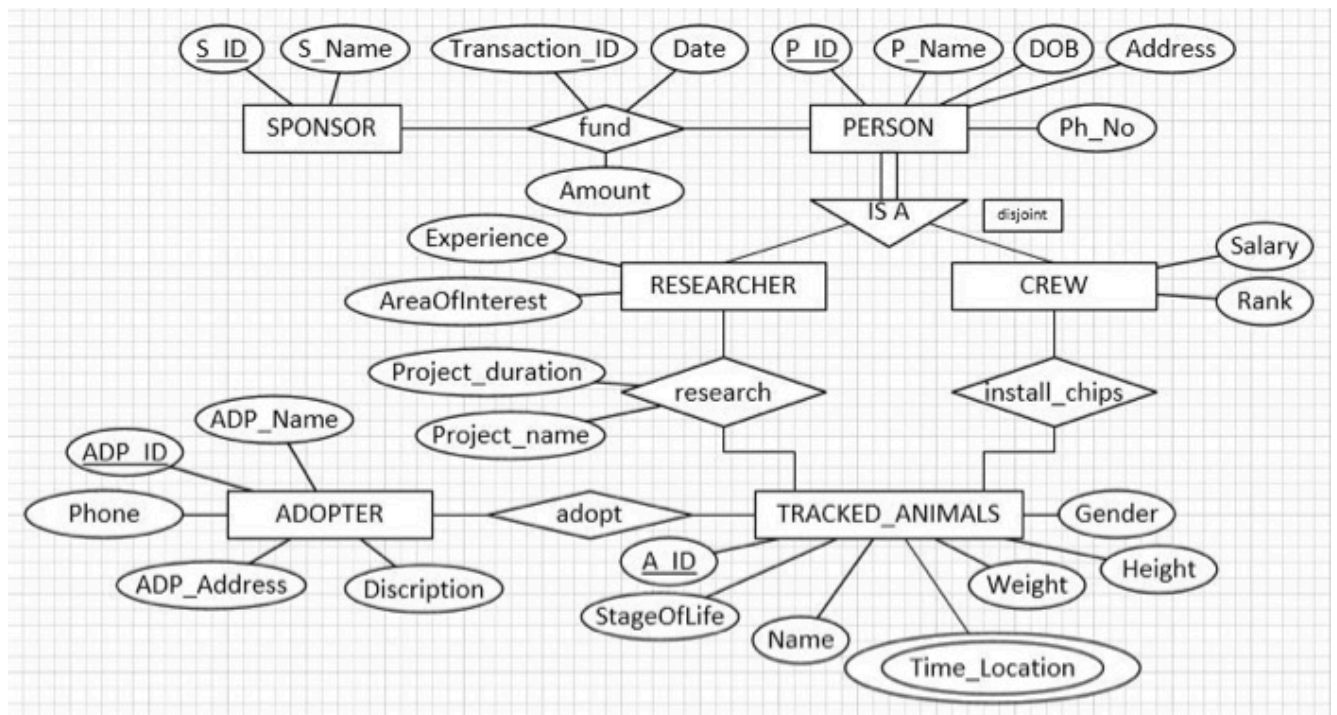 S_ID
S_Name
Transaction_ID
Date
P_ID
P_Name
DOB
Address
SPONSOR
fund
PERSON
Ph_No
Amount
IS A
disjoint
Experience
Salary
RESEARCHER
CREW
AreaOfInterest
Rank
Project_duration
research
install_chips
ADP_Name
Project_name
ADP_ID
Phone
ADOPTER
adopt
TRACKED_ANIMALS
Gender
A_ID
ADP_Address
Discription
Weight
Height
StageOfLife
Name
Time_Location